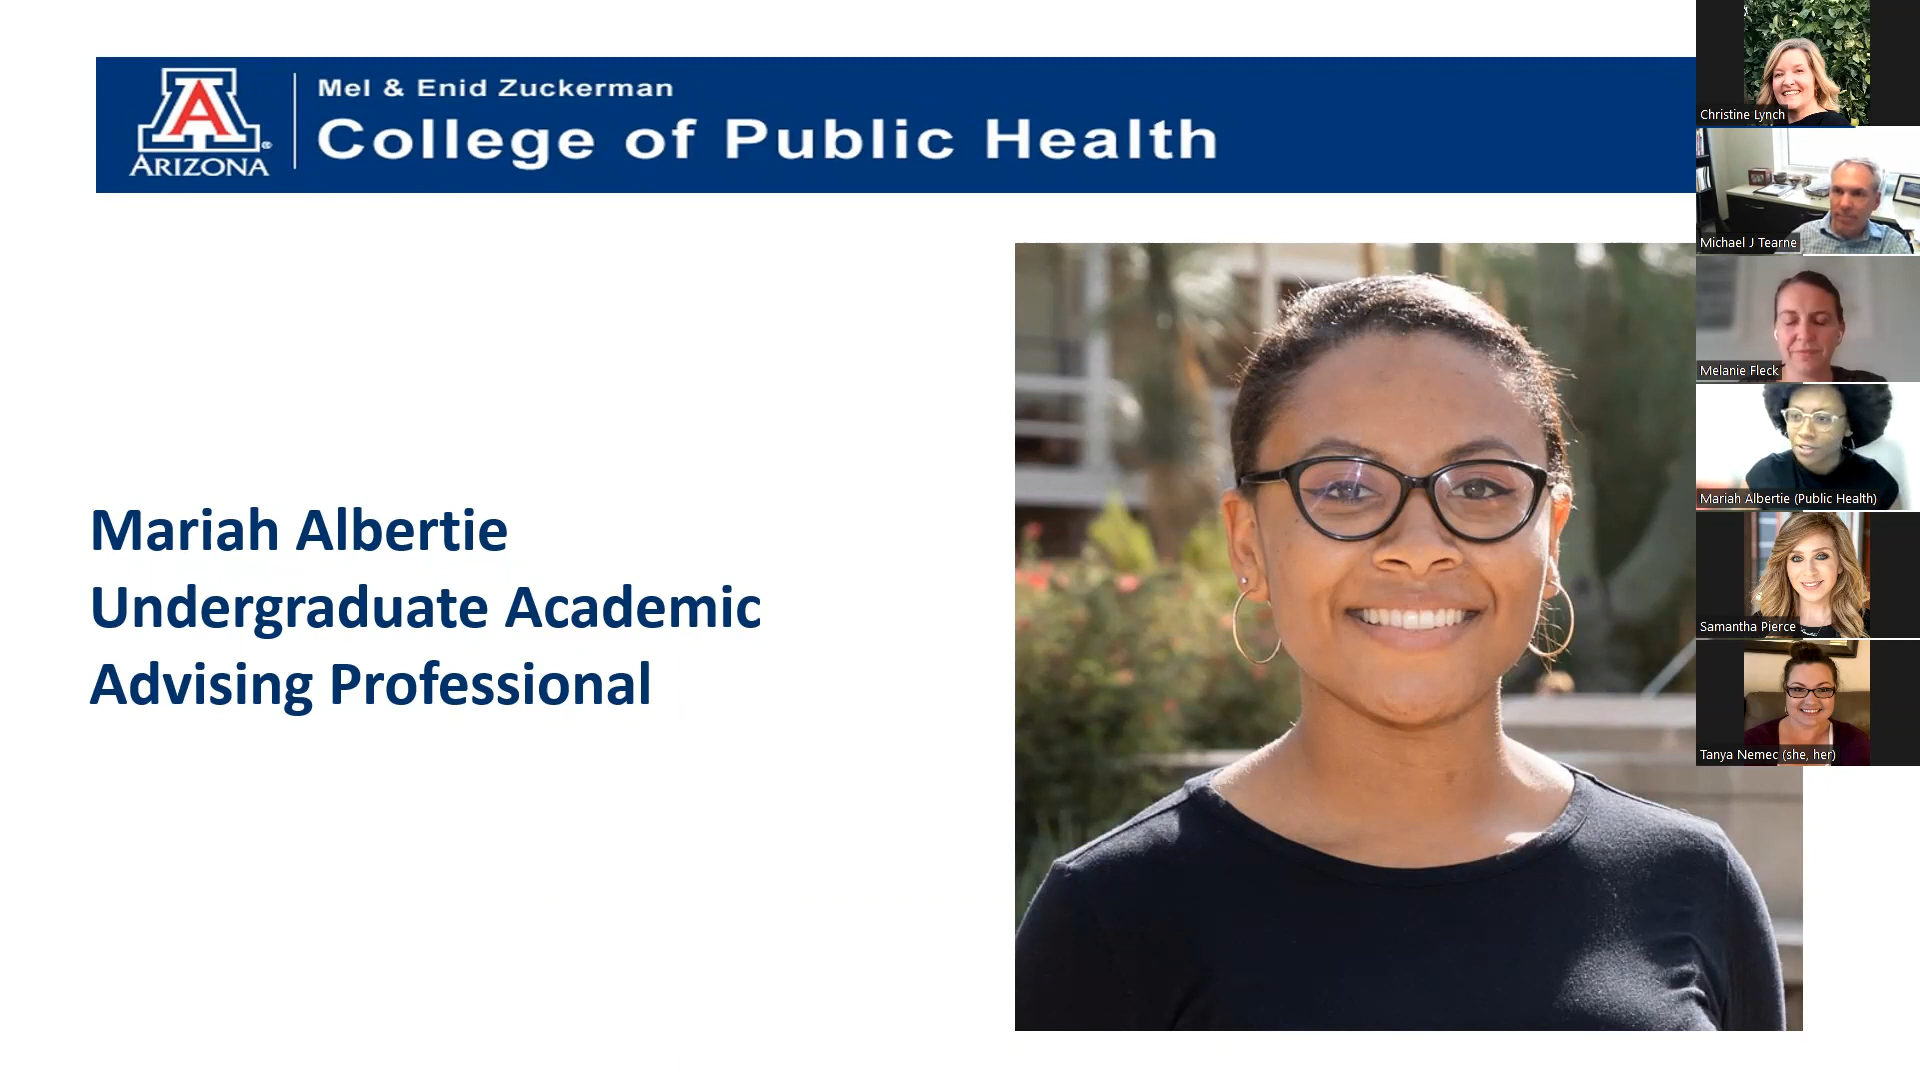 Mel & Enid Zuckerman
College of Public Health
A
ARIZONA
®
Mariah Albertie
Undergraduate Academic
Advising Professional
Christine Lynch
Michael J Tearne
Melanie Fleck
Mariah Albertie (Public Health)
Samantha Pierce
Tanya Nemec (she, her)